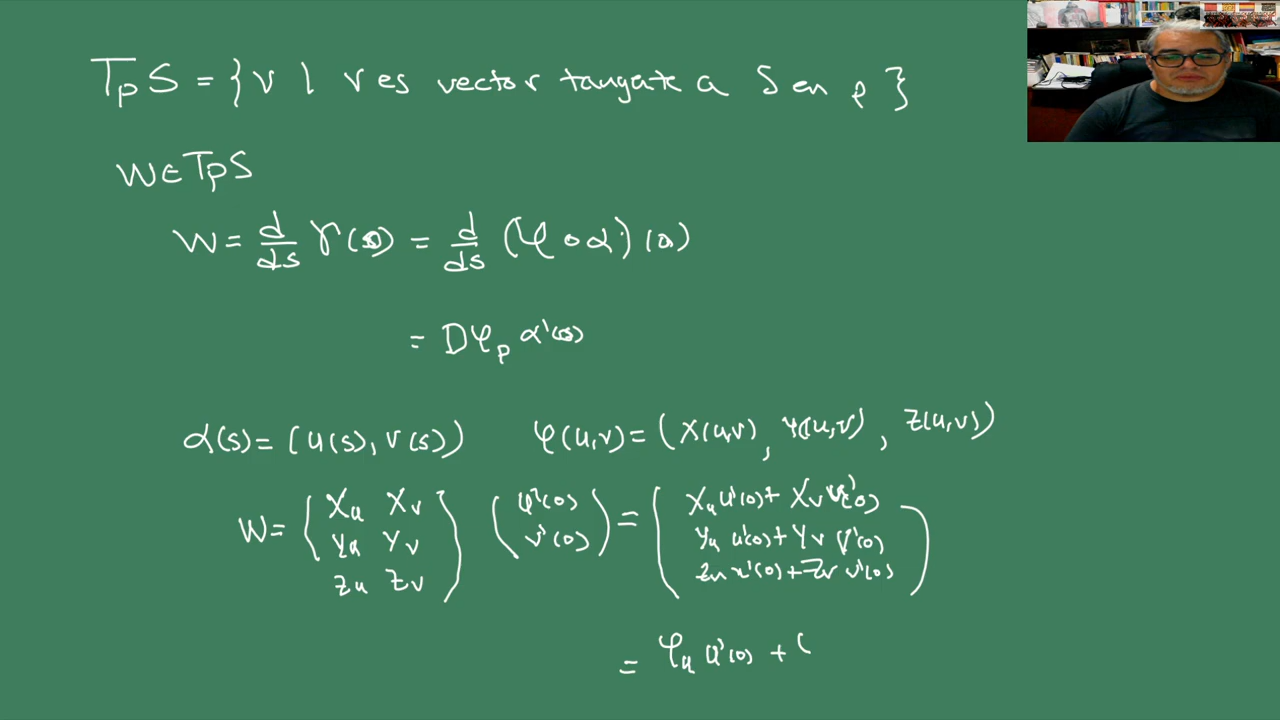 TpS = { v | v es vector tangate a S en p }
W∈TpS
W = d/ds γ(0) = d/ds (φ∘α)(0)
= Dφp α'(0)
α(s) = (u(s), v(s)) φ(u,v) = (X(u,v), Y(u,v), Z(u,v))
W = ( Xu Xv ) ( u'(0) ) = ( Xu u'(0) + Xv v'(0) )
( Yu Yv ) ( v'(0) ) ( Yu u'(0) + Yv v'(0) )
( Zu Zv ) ( Zu u'(0) + Zv v'(0) )
= φu u'(0) + (